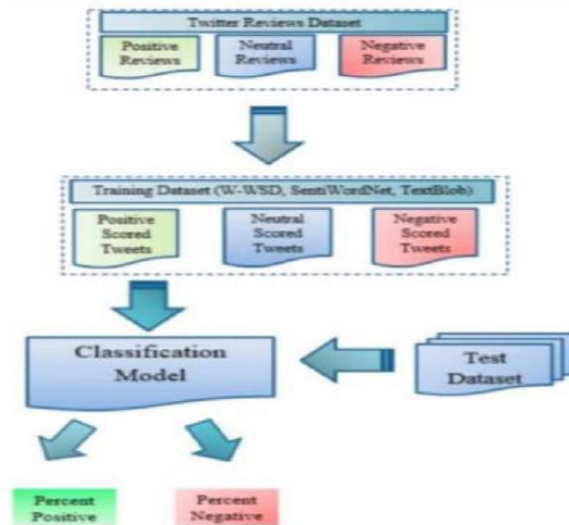 Twitter Reviews Dataset
Positive
Reviews
Neutral
Reviews
Negative
Reviews
Training Dataset (W-WSD, SentiWordNet, TextBlob)
Positive
Scored
Tweets
Neutral
Scored
Tweets
Negative
Scored
Tweets
Classification
Model
Test
Dataset
Percent
Positive
Percent
Negative